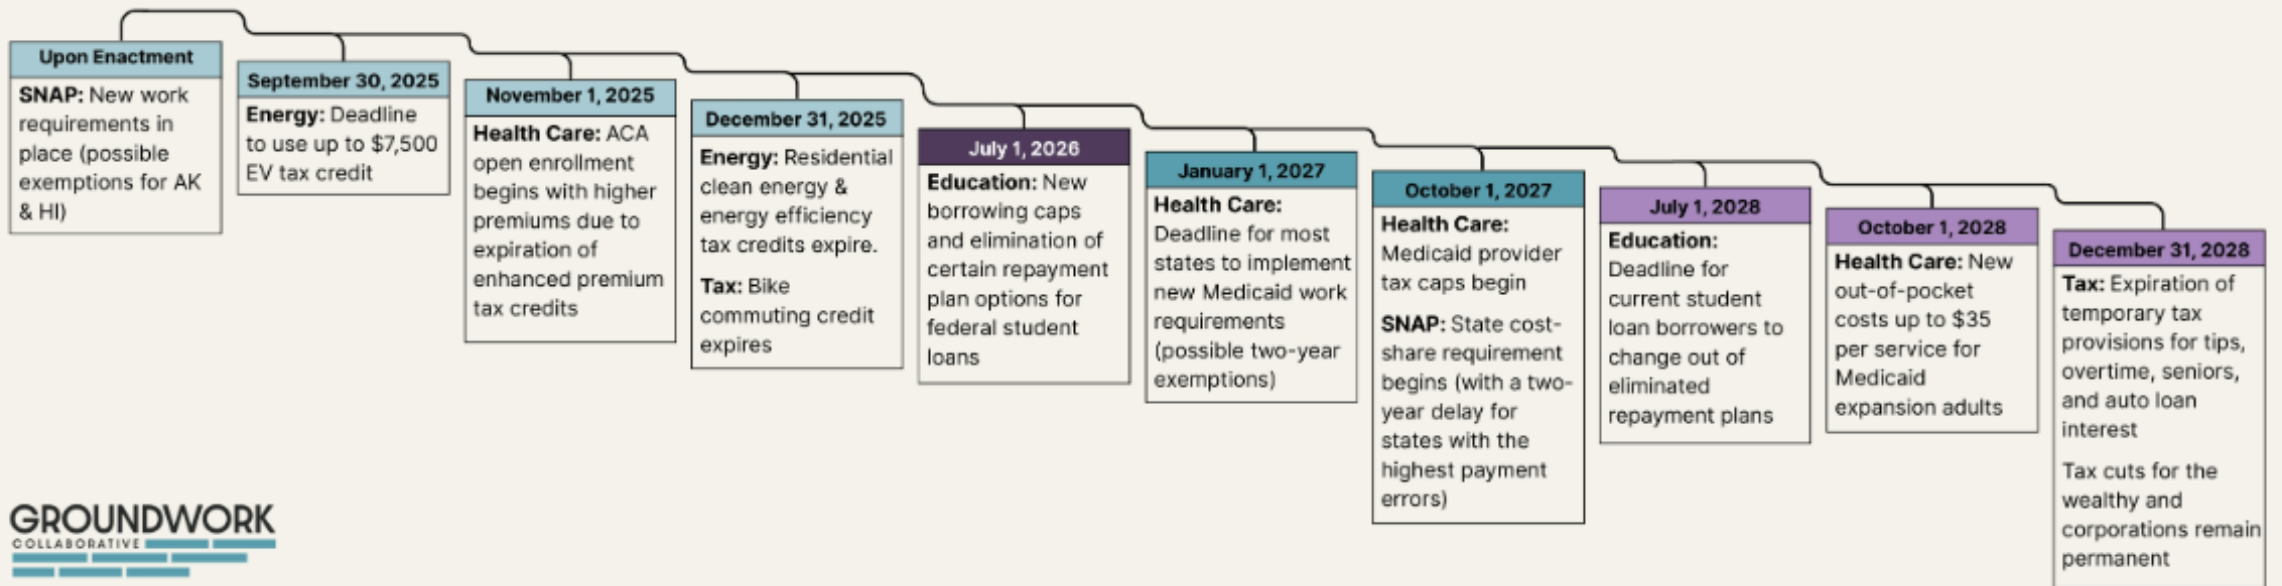 Upon Enactment
SNAP: New work
requirements in
place (possible
exemptions for AK
& HI)
September 30, 2025
Energy: Deadline
to use up to $7,500
EV tax credit
November 1, 2025
Health Care: ACA
open enrollment
begins with higher
premiums due to
expiration of
enhanced premium
tax credits
December 31, 2025
Energy: Residential
clean energy &
energy efficiency
tax credits expire.
Tax: Bike
commuting credit
expires
July 1, 2026
Education: New
borrowing caps
and elimination of
certain repayment
plan options for
federal student
loans
January 1, 2027
Health Care:
Deadline for most
states to implement
new Medicaid work
requirements
(possible two-year
exemptions)
October 1, 2027
Health Care:
Medicaid provider
tax caps begin
SNAP: State cost-
share requirement
begins (with a two-
year delay for
states with the
highest payment
errors)
July 1, 2028
Education:
Deadline for
current student
loan borrowers to
change out of
eliminated
repayment plans
October 1, 2028
Health Care: New
out-of-pocket
costs up to $35
per service for
Medicaid
expansion adults
December 31, 2028
Tax: Expiration of
temporary tax
provisions for tips,
overtime, seniors,
and auto loan
interest
Tax cuts for the
wealthy and
corporations remain
permanent
GROUNDWORK
COLLABORATIVE